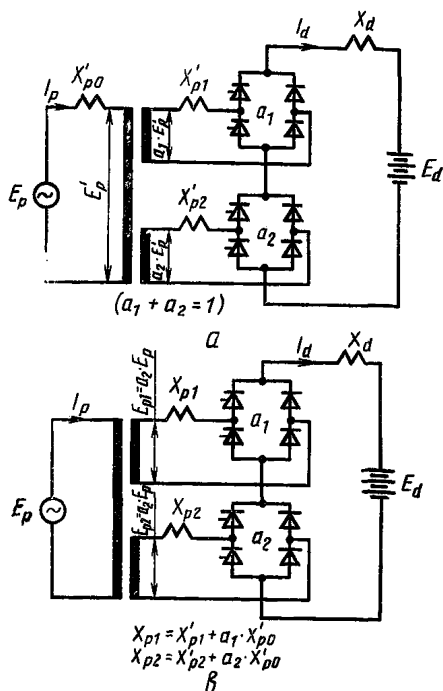 I_d
X_d
I_p
X'_p0
X'_p1
a_1
a_1·E'_p
E'_p
E_p
E_d
X'_p2
a_2
a_2·E'_p
(a_1 + a_2 = 1)
a
I_d
X_d
E_p1=a_2·E_p
I_p
X_p1
a_1
E_p
E_d
E_p2=a_2·E_p
X_p2
a_2
X_p1 = X'_p1 + a_1·X'_p0
X_p2 = X'_p2 + a_2·X'_p0
в